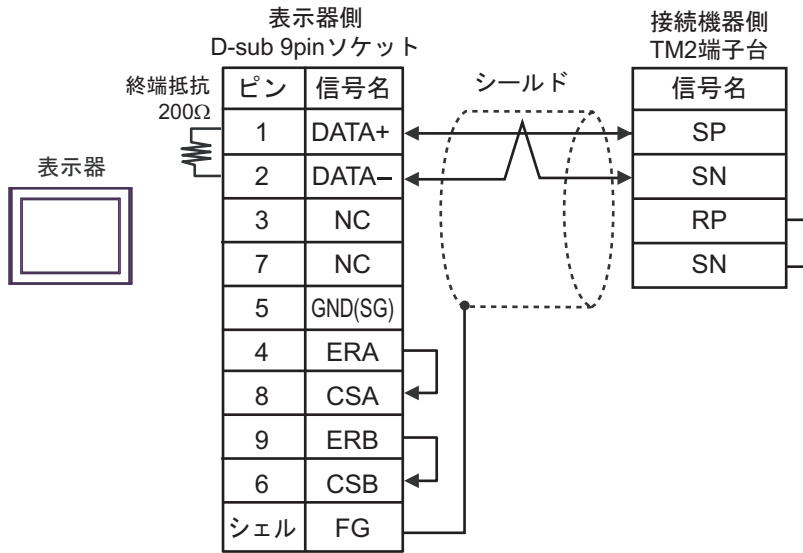 表示器側
D-sub 9pinソケット
接続機器側
TM2端子台
終端抵抗
200Ω
表示器
シールド
ピン 信号名
1 DATA+
2 DATA−
3 NC
7 NC
5 GND(SG)
4 ERA
8 CSA
9 ERB
6 CSB
シェル FG
信号名
SP
SN
RP
SN